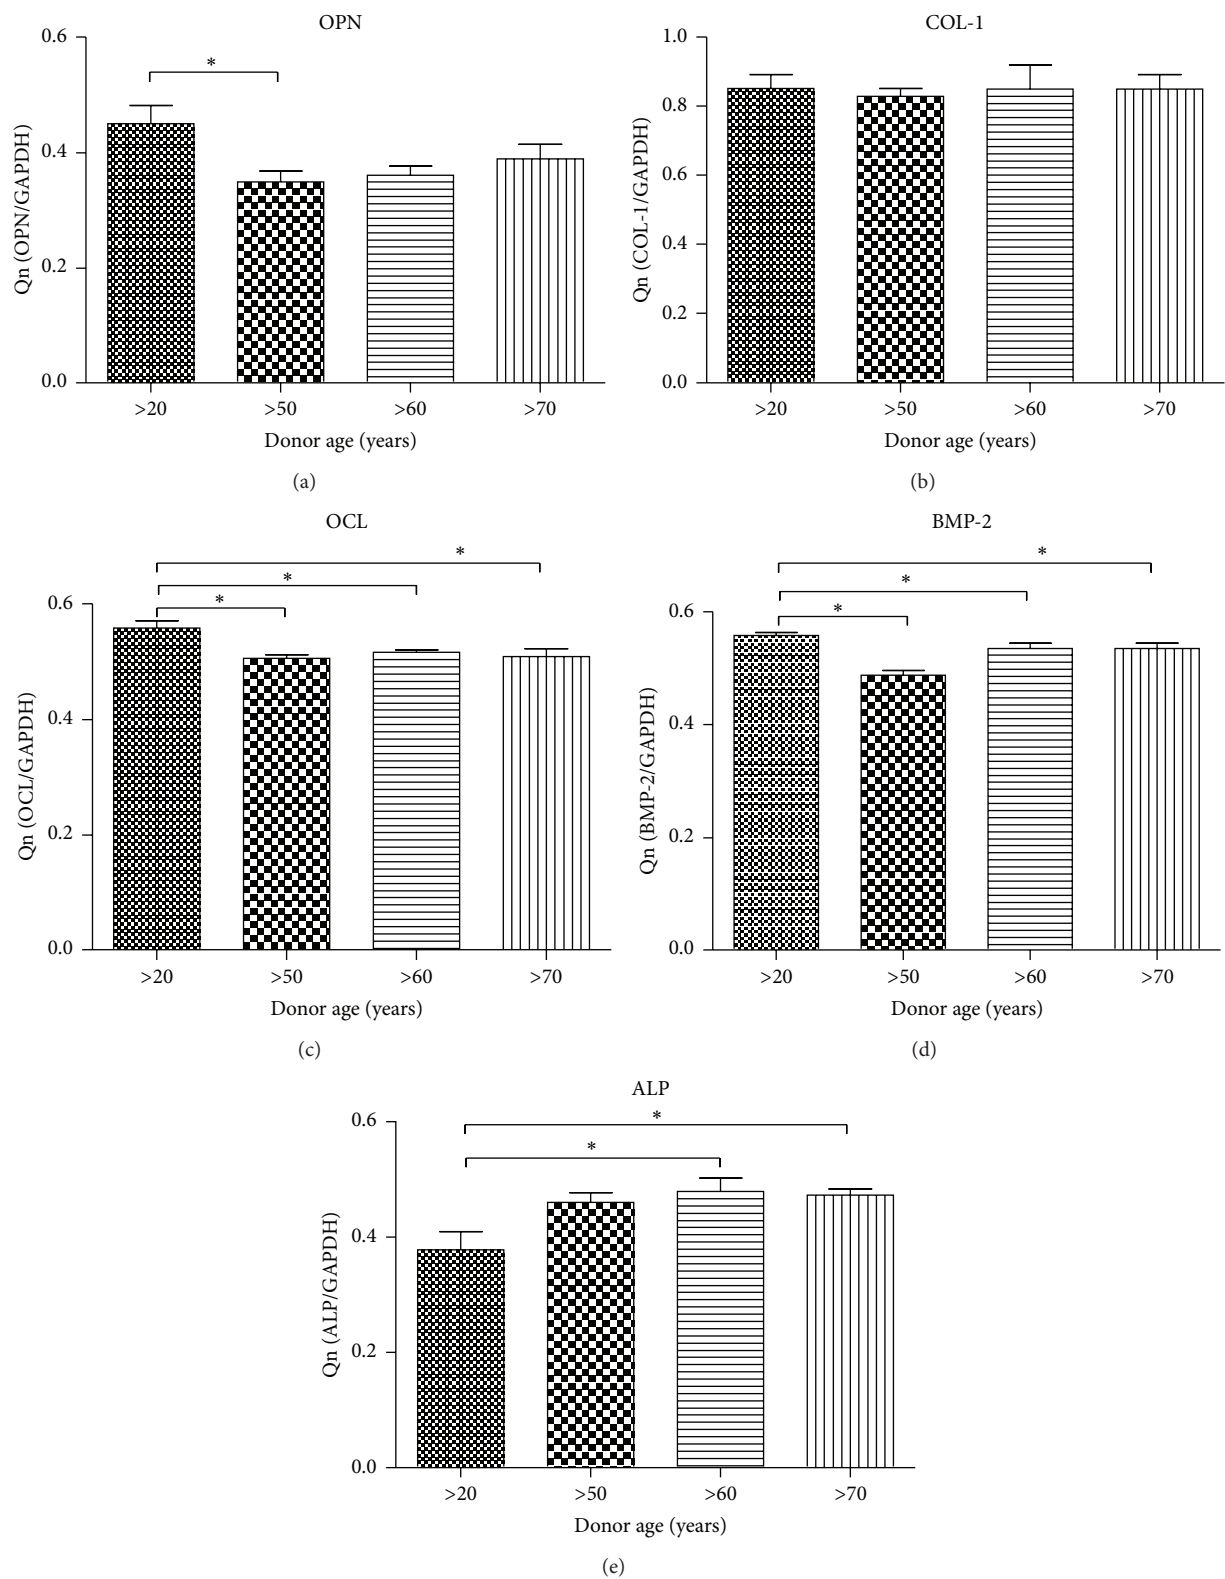 OPN
0.6
0.4
0.2
0.0
Qn (OPN/GAPDH)
*
>20 >50 >60 >70
Donor age (years)
(a)
COL-1
1.0
0.8
0.6
0.4
0.2
0.0
Qn (COL-1/GAPDH)
>20 >50 >60 >70
Donor age (years)
(b)
OCL
*
*
*
0.6
0.4
0.2
0.0
Qn (OCL/GAPDH)
>20 >50 >60 >70
Donor age (years)
(c)
BMP-2
*
*
*
0.6
0.4
0.2
0.0
Qn (BMP-2/GAPDH)
>20 >50 >60 >70
Donor age (years)
(d)
ALP
*
*
0.6
0.4
0.2
0.0
Qn (ALP/GAPDH)
>20 >50 >60 >70
Donor age (years)
(e)